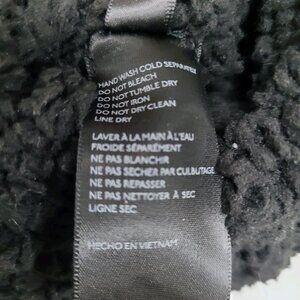 HAND WASH COLD SEPARATELY
DO NOT BLEACH
DO NOT TUMBLE DRY
DO NOT IRON
DO NOT DRY CLEAN
LINE DRY
LAVER À LA MAIN À L'EAU
FROIDE SÉPARÉMENT
NE PAS BLANCHIR
NE PAS SECHER PAR CULBUTAGE
NE PAS REPASSER
NE PAS NETTOYER À SEC
LIGNE SEC
HECHO EN VIETNAM